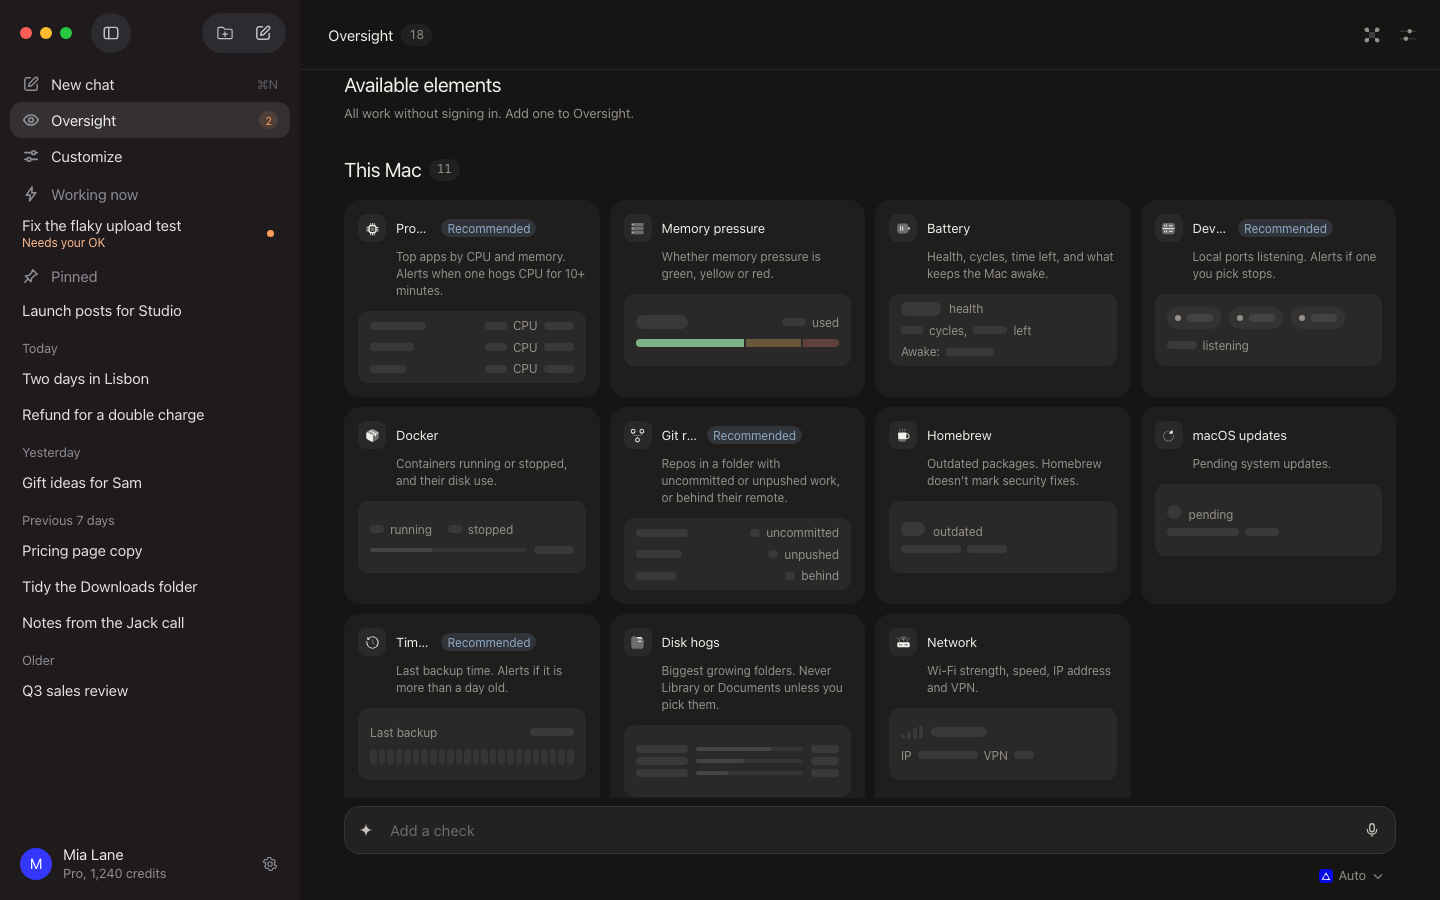 New chat
⌘N
Oversight
2
Customize
Working now
Fix the flaky upload test
Needs your OK
Pinned
Launch posts for Studio
Today
Two days in Lisbon
Refund for a double charge
Yesterday
Gift ideas for Sam
Previous 7 days
Pricing page copy
Tidy the Downloads folder
Notes from the Jack call
Older
Q3 sales review
M
Mia Lane
Pro, 1,240 credits
Oversight 18
Available elements
All work without signing in. Add one to Oversight.
This Mac 11
Pro... Recommended
Top apps by CPU and memory.
Alerts when one hogs CPU for 10+
minutes.
CPU
CPU
CPU
Memory pressure
Whether memory pressure is
green, yellow or red.
used
Battery
Health, cycles, time left, and what
keeps the Mac awake.
health
cycles, left
Awake:
Dev... Recommended
Local ports listening. Alerts if one
you pick stops.
listening
Docker
Containers running or stopped,
and their disk use.
running stopped
Git r... Recommended
Repos in a folder with
uncommitted or unpushed work,
or behind their remote.
uncommitted
unpushed
behind
Homebrew
Outdated packages. Homebrew
doesn't mark security fixes.
outdated
macOS updates
Pending system updates.
pending
Tim... Recommended
Last backup time. Alerts if it is
more than a day old.
Last backup
Disk hogs
Biggest growing folders. Never
Library or Documents unless you
pick them.
Network
Wi-Fi strength, speed, IP address
and VPN.
IP VPN
Add a check
Auto